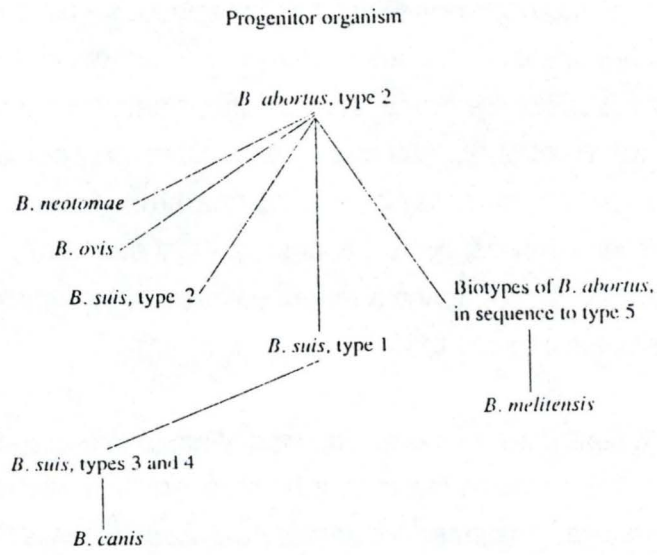 Progenitor organism
B. abortus, type 2
B. neotomae
B. ovis
B. suis, type 2
Biotypes of B. abortus,
in sequence to type 5
B. suis, type 1
B. melitensis
B. suis, types 3 and 4
B. canis